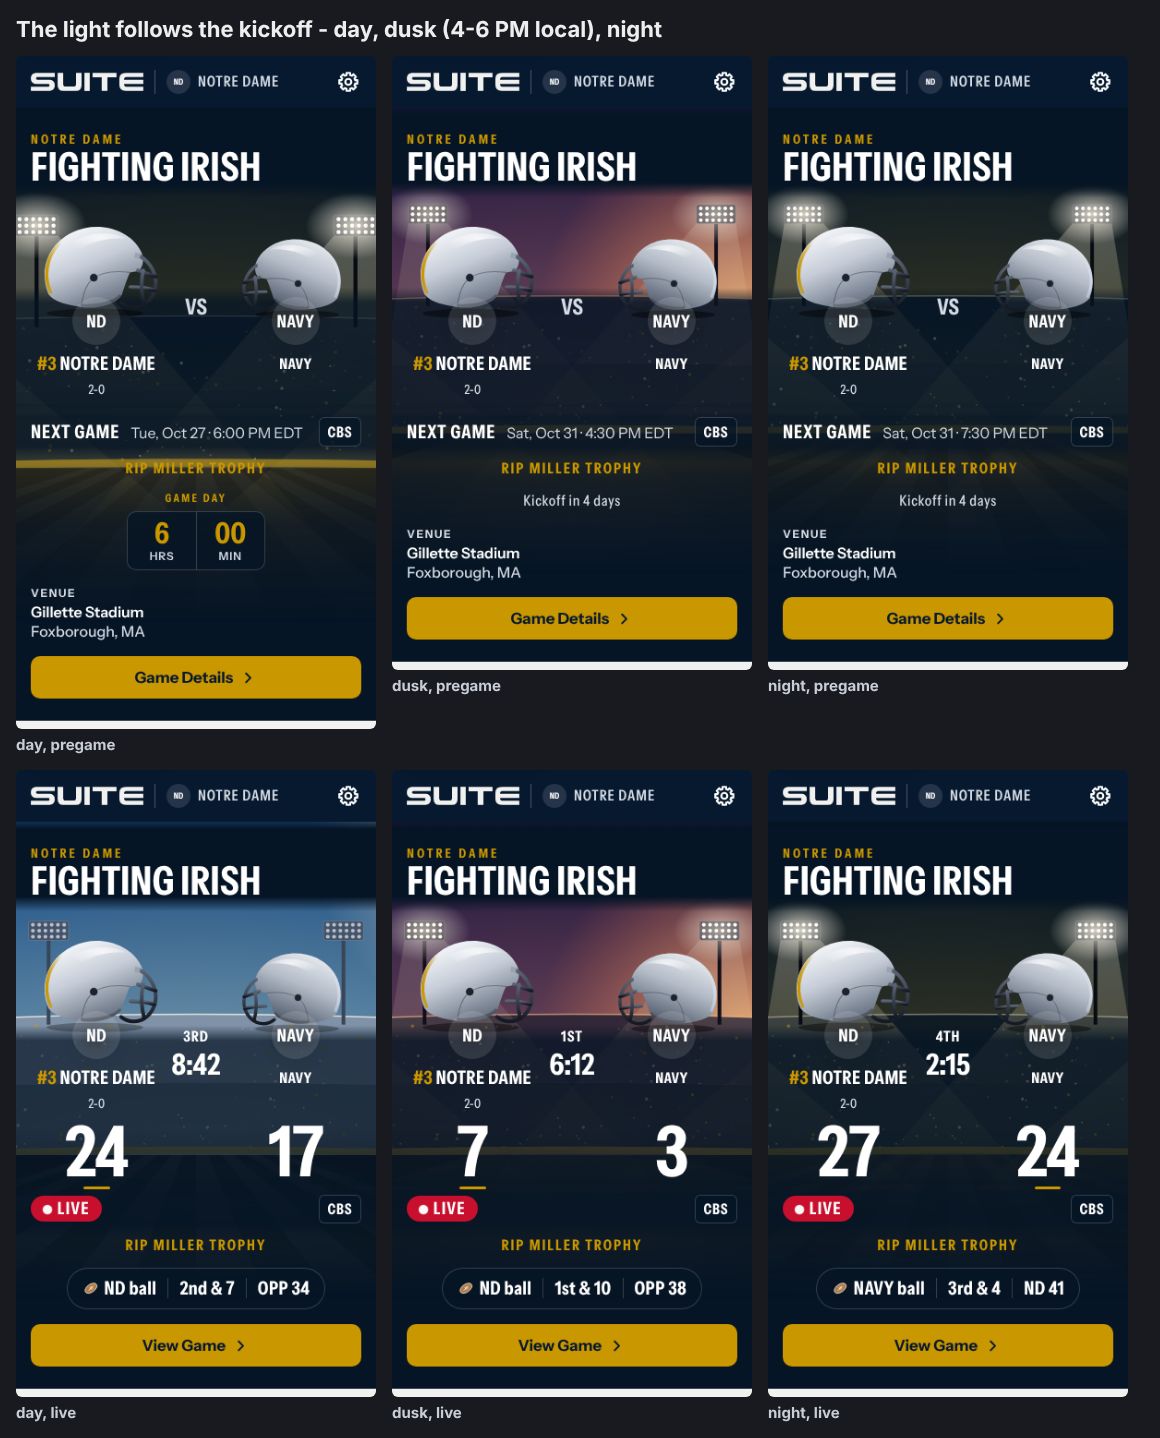 The light follows the kickoff - day, dusk (4-6 PM local), night
SUITE ND NOTRE DAME
NOTRE DAME
FIGHTING IRISH
VS
ND NAVY
#3 NOTRE DAME NAVY
2-0
NEXT GAME Tue, Oct 27 · 6:00 PM EDT CBS
RIP MILLER TROPHY
GAME DAY
6 00
HRS MIN
VENUE
Gillette Stadium
Foxborough, MA
Game Details
day, pregame
SUITE ND NOTRE DAME
NOTRE DAME
FIGHTING IRISH
VS
ND NAVY
#3 NOTRE DAME NAVY
2-0
NEXT GAME Sat, Oct 31 · 4:30 PM EDT CBS
RIP MILLER TROPHY
Kickoff in 4 days
VENUE
Gillette Stadium
Foxborough, MA
Game Details
dusk, pregame
SUITE ND NOTRE DAME
NOTRE DAME
FIGHTING IRISH
VS
ND NAVY
#3 NOTRE DAME NAVY
2-0
NEXT GAME Sat, Oct 31 · 7:30 PM EDT CBS
RIP MILLER TROPHY
Kickoff in 4 days
VENUE
Gillette Stadium
Foxborough, MA
Game Details
night, pregame
SUITE ND NOTRE DAME
NOTRE DAME
FIGHTING IRISH
ND 3RD NAVY
8:42
#3 NOTRE DAME NAVY
2-0
24 17
LIVE CBS
RIP MILLER TROPHY
ND ball 2nd & 7 OPP 34
View Game
day, live
SUITE ND NOTRE DAME
NOTRE DAME
FIGHTING IRISH
ND 1ST NAVY
6:12
#3 NOTRE DAME NAVY
2-0
7 3
LIVE CBS
RIP MILLER TROPHY
ND ball 1st & 10 OPP 38
View Game
dusk, live
SUITE ND NOTRE DAME
NOTRE DAME
FIGHTING IRISH
ND 4TH NAVY
2:15
#3 NOTRE DAME NAVY
2-0
27 24
LIVE CBS
RIP MILLER TROPHY
NAVY ball 3rd & 4 ND 41
View Game
night, live